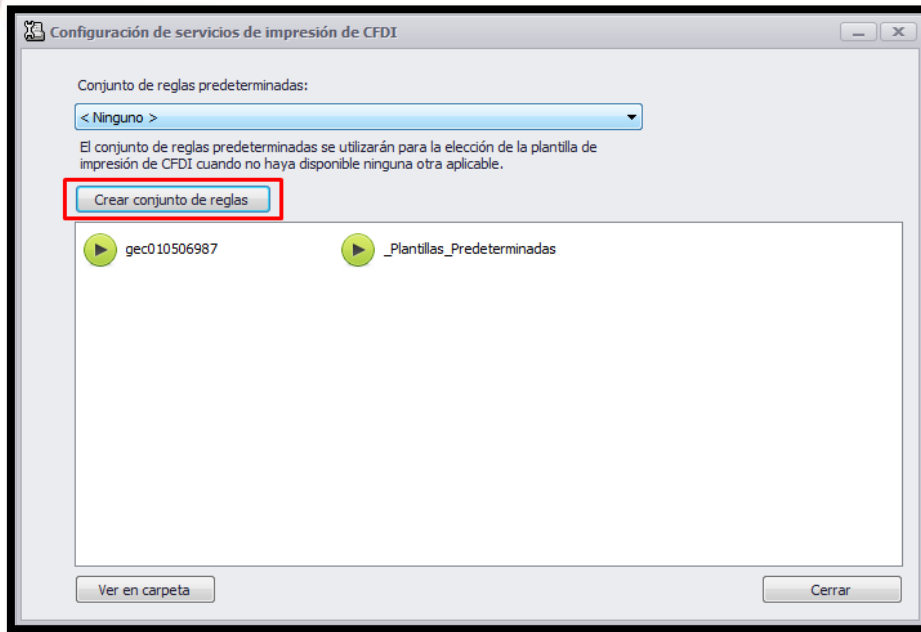 Configuración de servicios de impresión de CFDI
Conjunto de reglas predeterminadas:
< Ninguno >
El conjunto de reglas predeterminadas se utilizarán para la elección de la plantilla de
impresión de CFDI cuando no haya disponible ninguna otra aplicable.
Crear conjunto de reglas
gec010506987
_Plantillas_Predeterminadas
Ver en carpeta
Cerrar